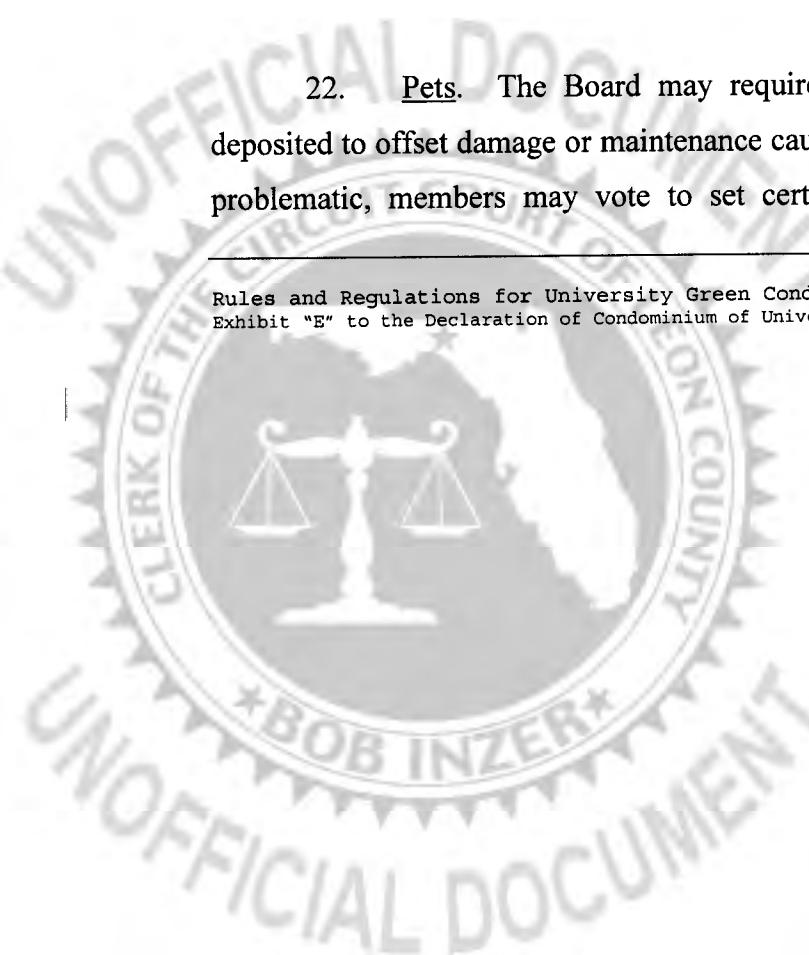 UNOFFICIAL DOCUMENT
22. Pets. The Board may require
deposited to offset damage or maintenance cau
problematic, members may vote to set cert
Rules and Regulations for University Green Cond
Exhibit "E" to the Declaration of Condominium of Unive
CLERK OF THE CIRCUIT COURT OF LEON COUNTY
★BOB INZER★
UNOFFICIAL DOCUMENT